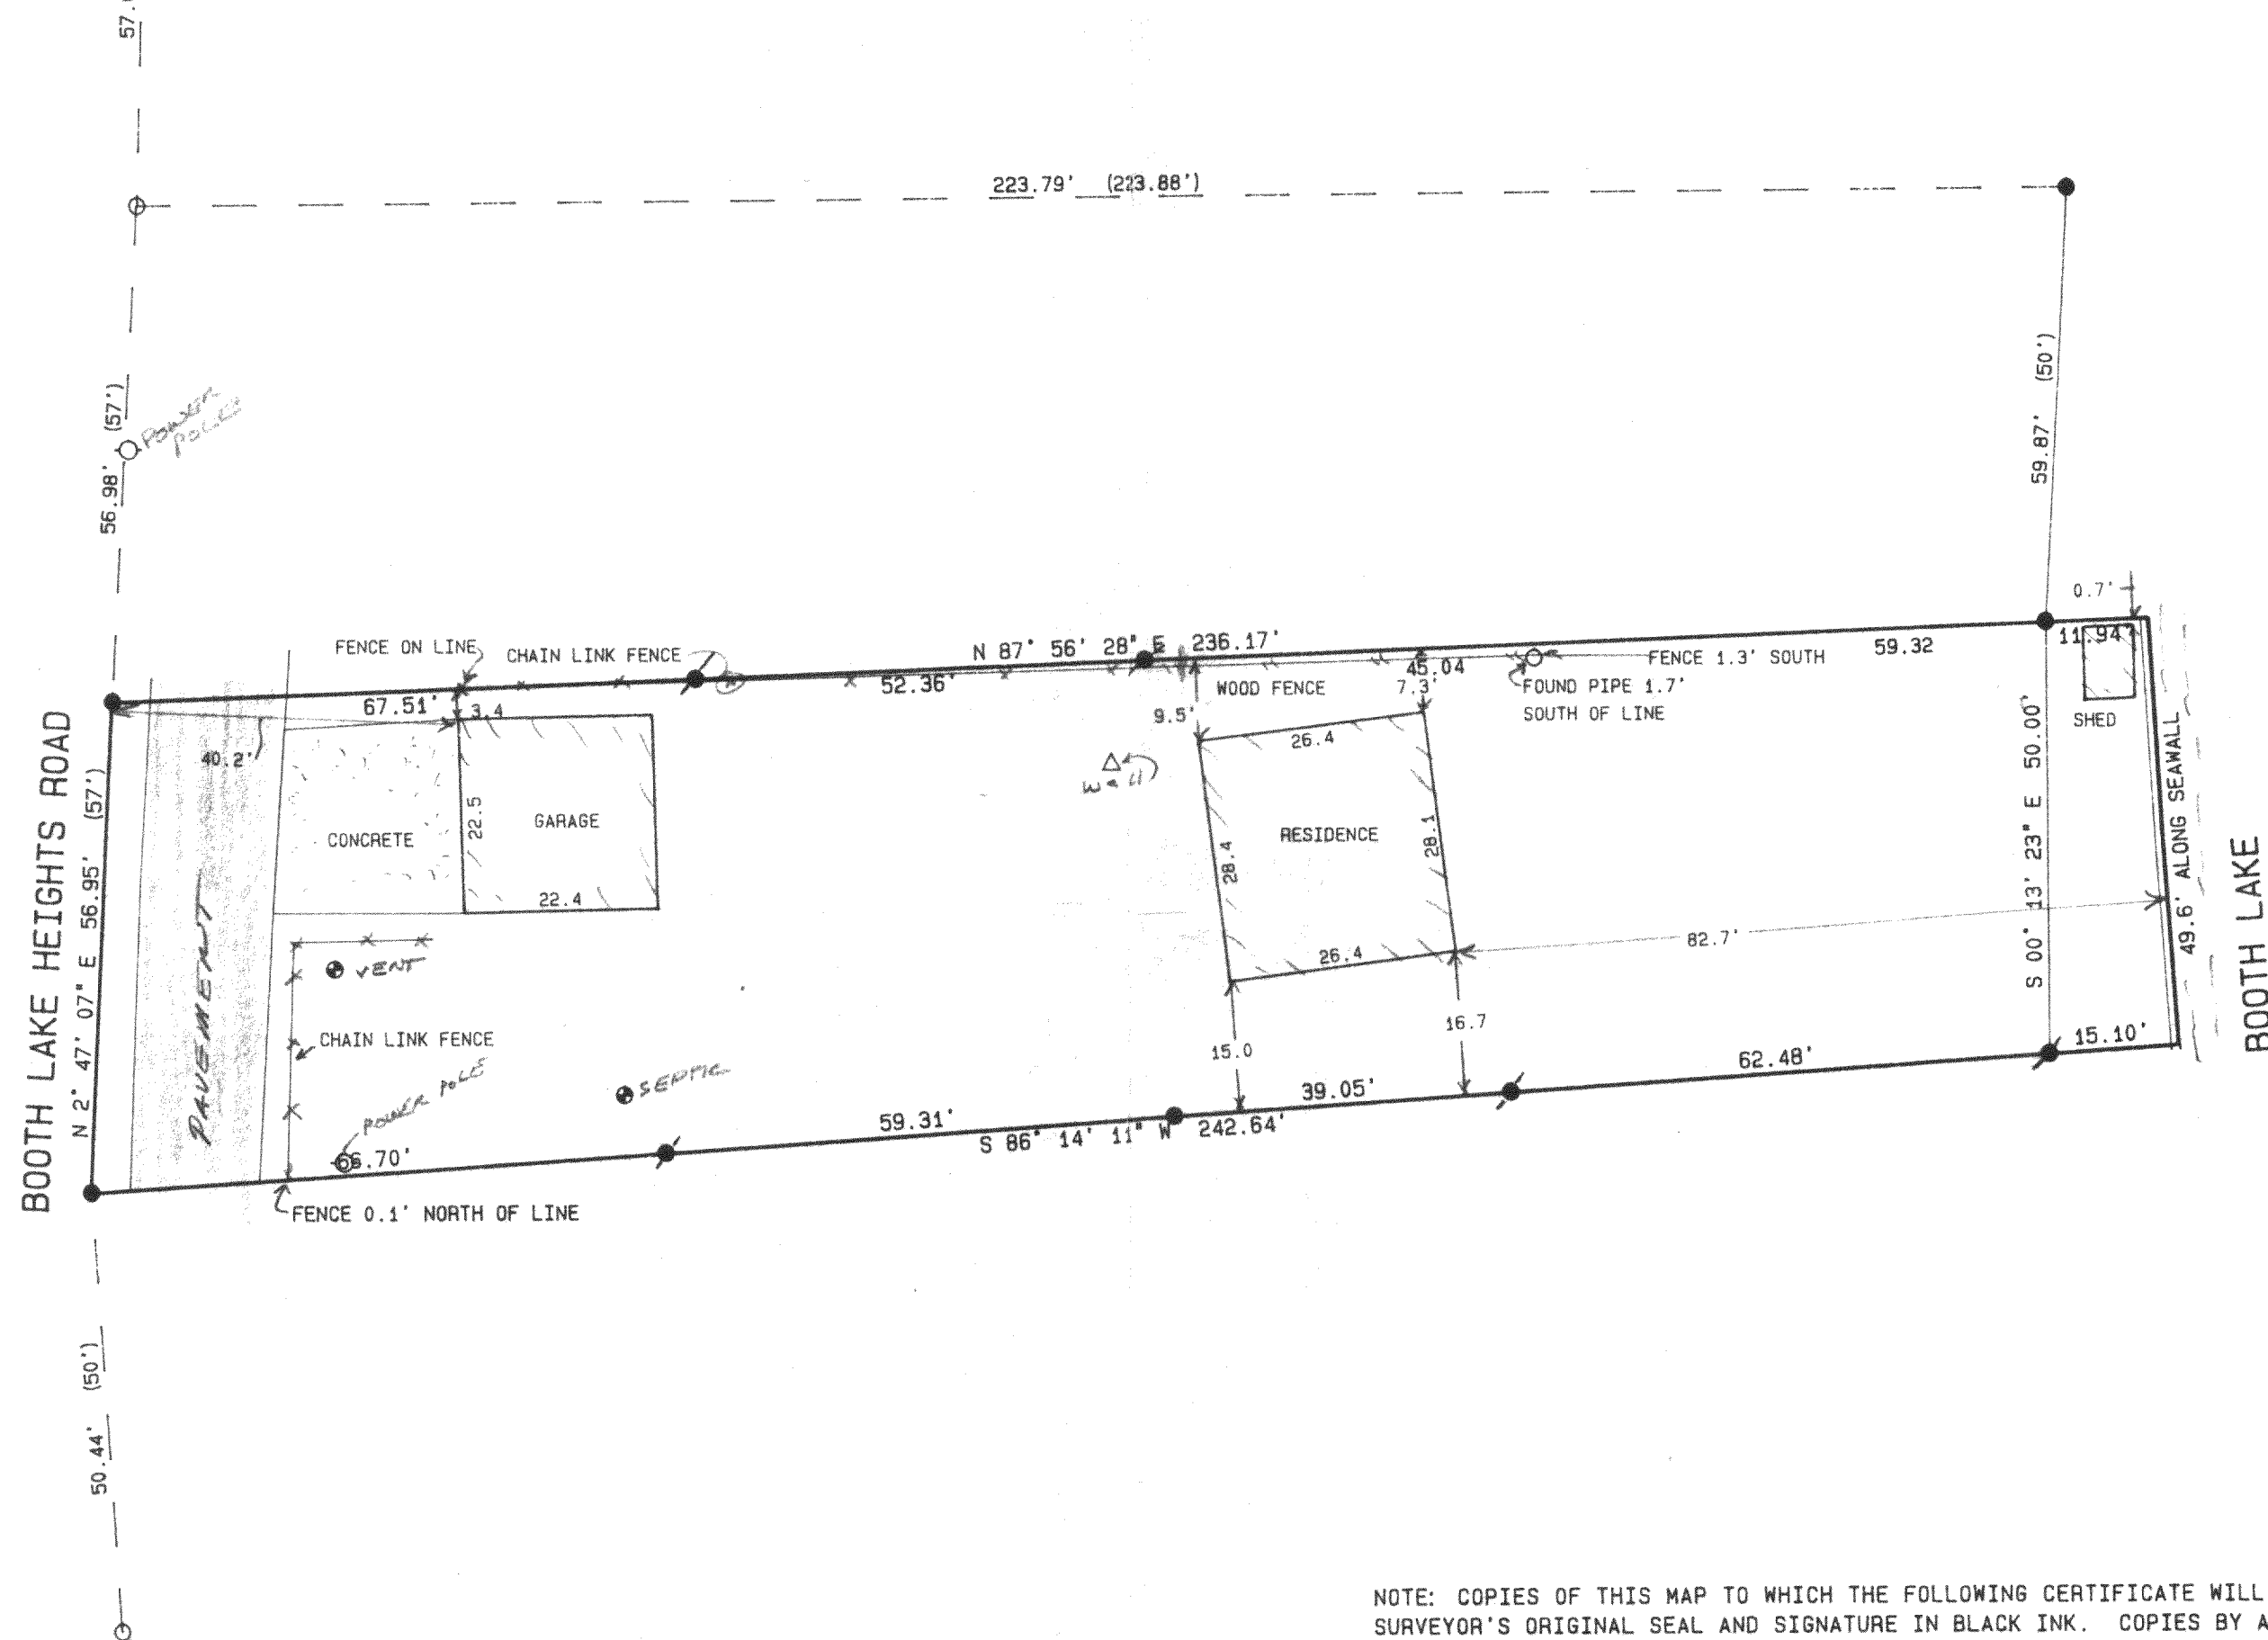 57.
223.79' (223.88')
(57')
POWER
POLE
56.98'
59.87' (50')
0.7'
11.94'
FENCE ON LINE
CHAIN LINK FENCE
N 87° 56' 28" E 236.17'
59.32
FENCE 1.3' SOUTH
45.04
7.3'
52.36'
WOOD FENCE
FOUND PIPE 1.7'
SOUTH OF LINE
67.51'
3.4
9.5'
SHED
26.4
40.2'
Well
22.5
GARAGE
CONCRETE
RESIDENCE
28.4
28.1
22.4
26.4
82.7'
S 00° 13' 23" E 50.00'
49.6' ALONG SEAWALL
BOOTH LAKE
BOOTH LAKE HEIGHTS ROAD
N 2° 47' 07" E 56.95' (57')
PAVEMENT
VENT
CHAIN LINK FENCE
POWER POLE
SEPTIC
15.0
16.7
15.10'
62.48'
39.05'
59.31'
S 86° 14' 11" W 242.64'
66.70'
FENCE 0.1' NORTH OF LINE
50.44' (50')
NOTE: COPIES OF THIS MAP TO WHICH THE FOLLOWING CERTIFICATE WILL
SURVEYOR'S ORIGINAL SEAL AND SIGNATURE IN BLACK INK. COPIES BY A